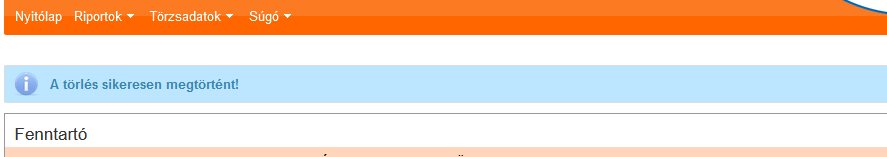 Nyitólap Riportok Törzsadatok Súgó
A törlés sikeresen megtörtént!
Fenntartó